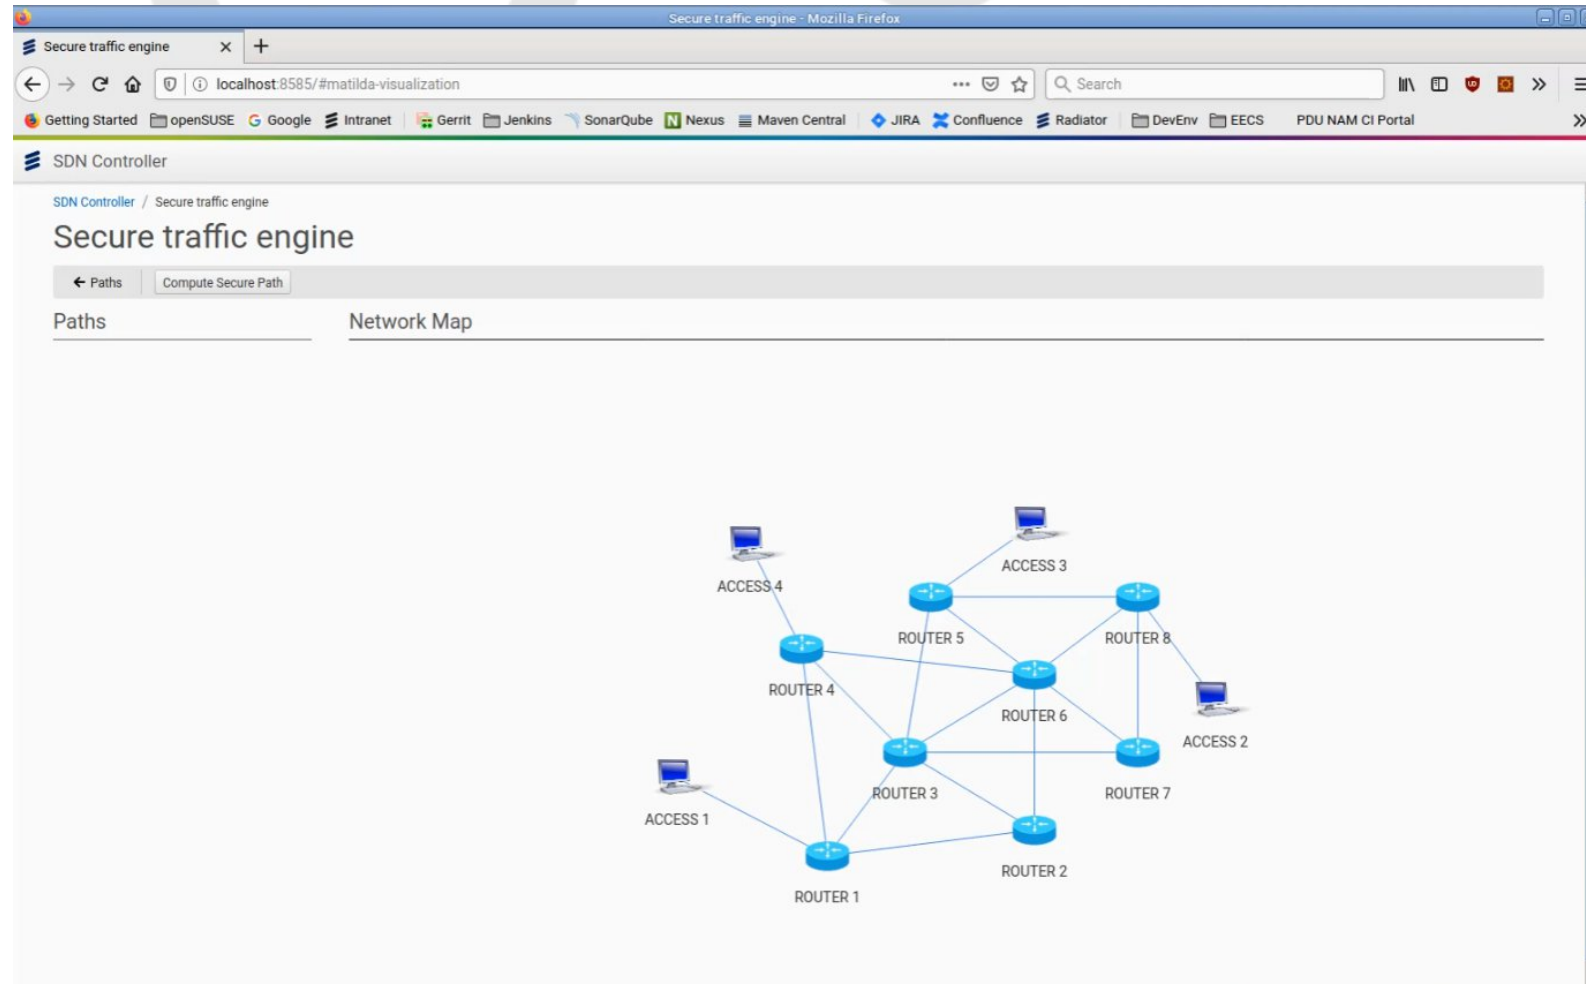 Secure traffic engine - Mozilla Firefox
Secure traffic engine
localhost:8585/#matilda-visualization
Search
Getting Started openSUSE Google Intranet Gerrit Jenkins SonarQube Nexus Maven Central JIRA Confluence Radiator DevEnv EECS PDU NAM CI Portal
SDN Controller
SDN Controller / Secure traffic engine
Secure traffic engine
Paths Compute Secure Path
Paths Network Map
ACCESS 3
ACCESS 4
ROUTER 5 ROUTER 8
ROUTER 4
ROUTER 6
ACCESS 2
ROUTER 3 ROUTER 7
ACCESS 1
ROUTER 2
ROUTER 1